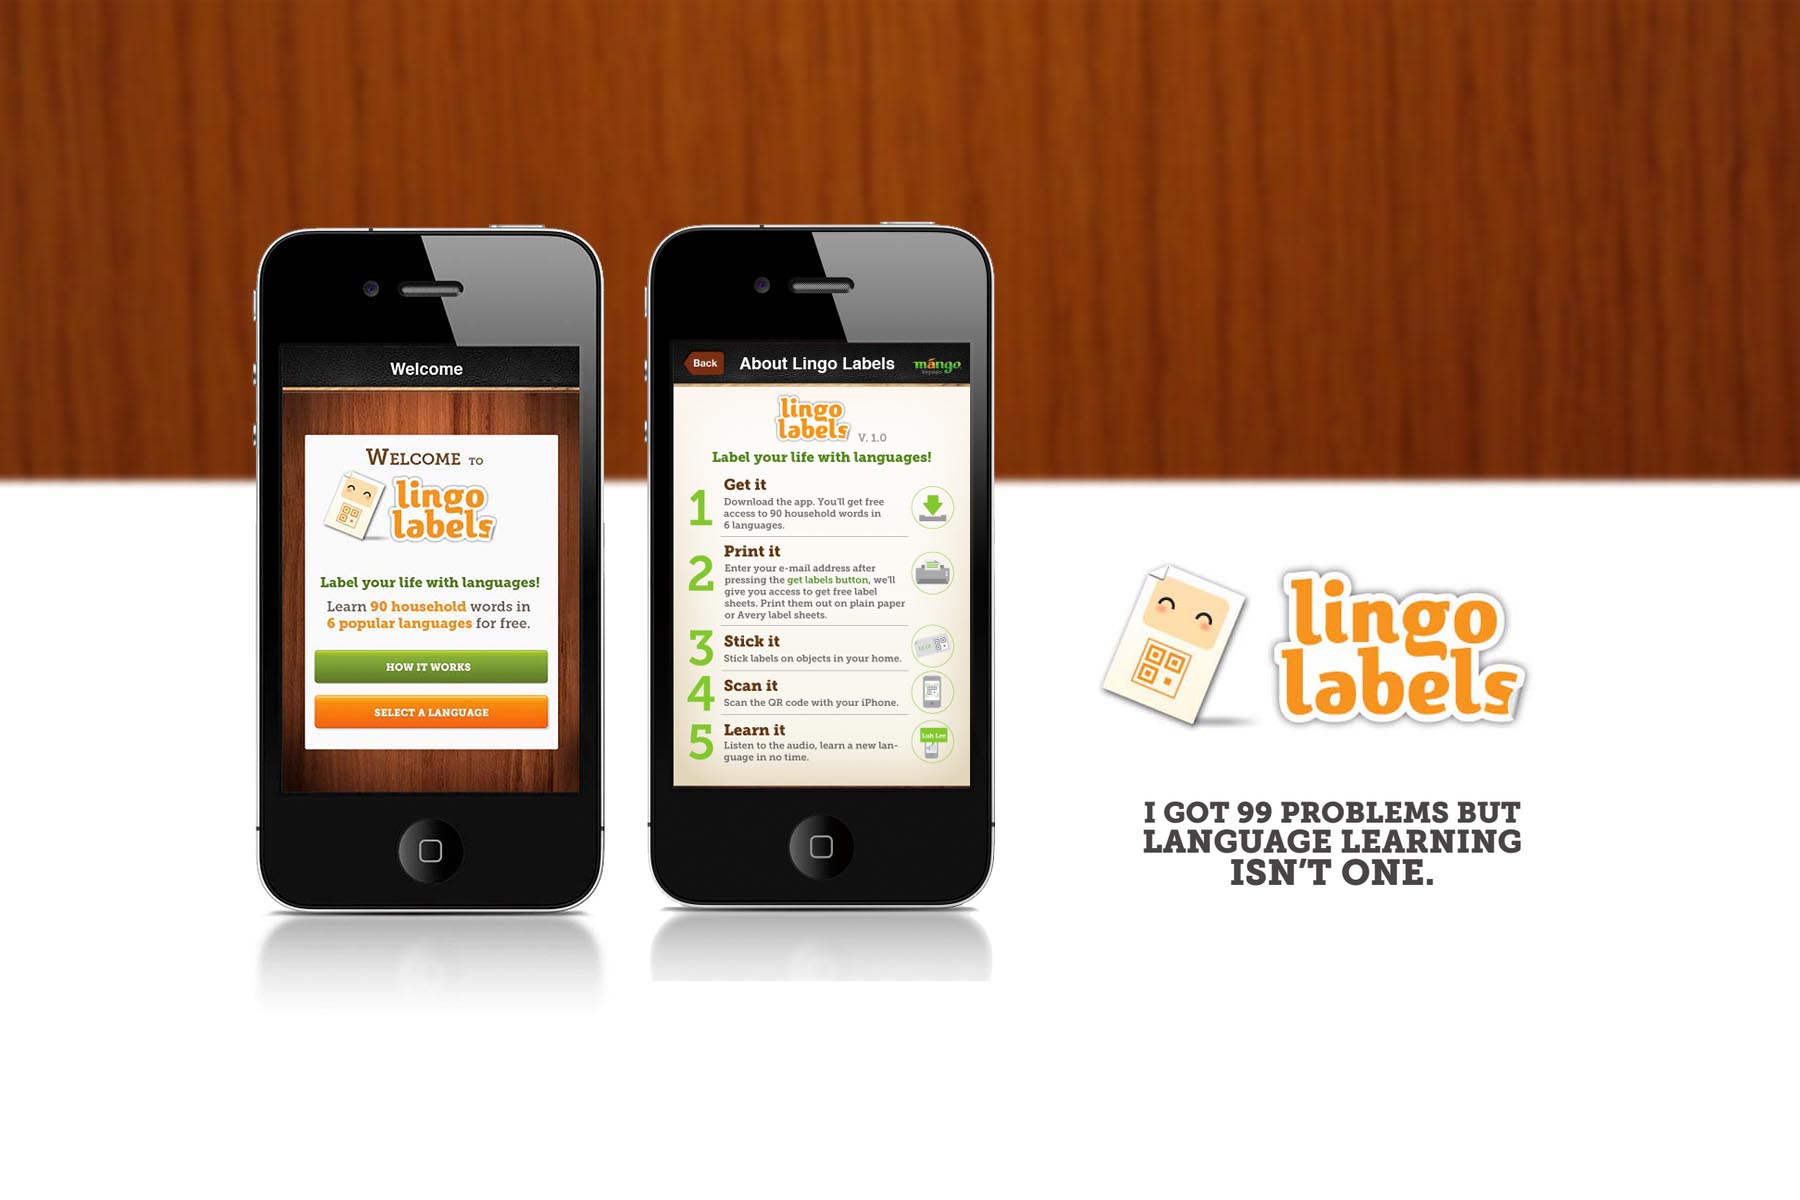 Welcome
WELCOME TO
lingo
labels
Label your life with languages!
Learn 90 household words in
6 popular languages for free.
HOW IT WORKS
SELECT A LANGUAGE
Back
About Lingo Labels
mango
languages
lingo
labels
V. 1.0
Label your life with languages!
1
Get it
Download the app. You'll get free
access to 90 household words in
6 languages.
2
Print it
Enter your e-mail address after
pressing the get labels button, we'll
give you access to get free label
sheets. Print them out on plain paper
or Avery label sheets.
3
Stick it
Stick labels on objects in your home.
4
Scan it
Scan the QR code with your iPhone.
5
Learn it
Listen to the audio, learn a new lan-
guage in no time.
Luh Lee
lingo
labels
I GOT 99 PROBLEMS BUT
LANGUAGE LEARNING
ISN'T ONE.